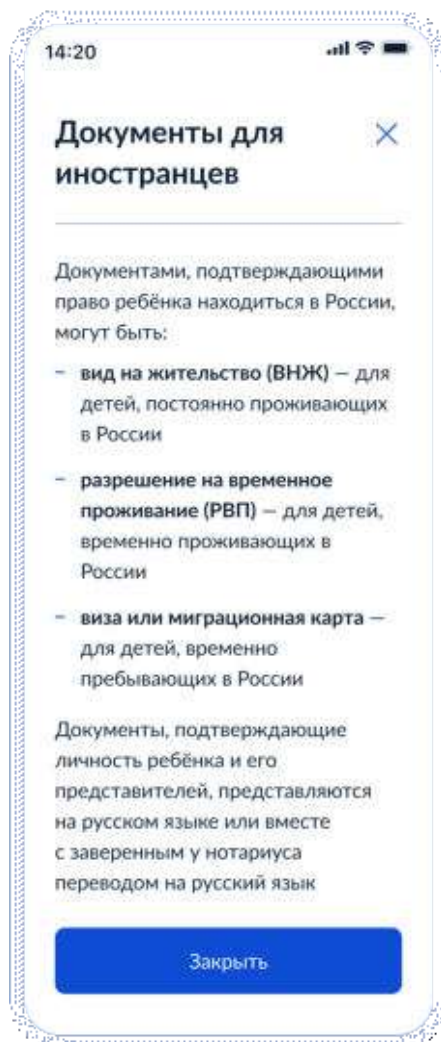 14:20
Документы для
иностранцев
Документами, подтверждающими
право ребёнка находиться в России,
могут быть:
– вид на жительство (ВНЖ) — для
детей, постоянно проживающих
в России
– разрешение на временное
проживание (РВП) — для детей,
временно проживающих в
России
– виза или миграционная карта —
для детей, временно
пребывающих в России
Документы, подтверждающие
личность ребёнка и его
представителей, представляются
на русском языке или вместе
с заверенным у нотариуса
переводом на русский язык
Закрыть